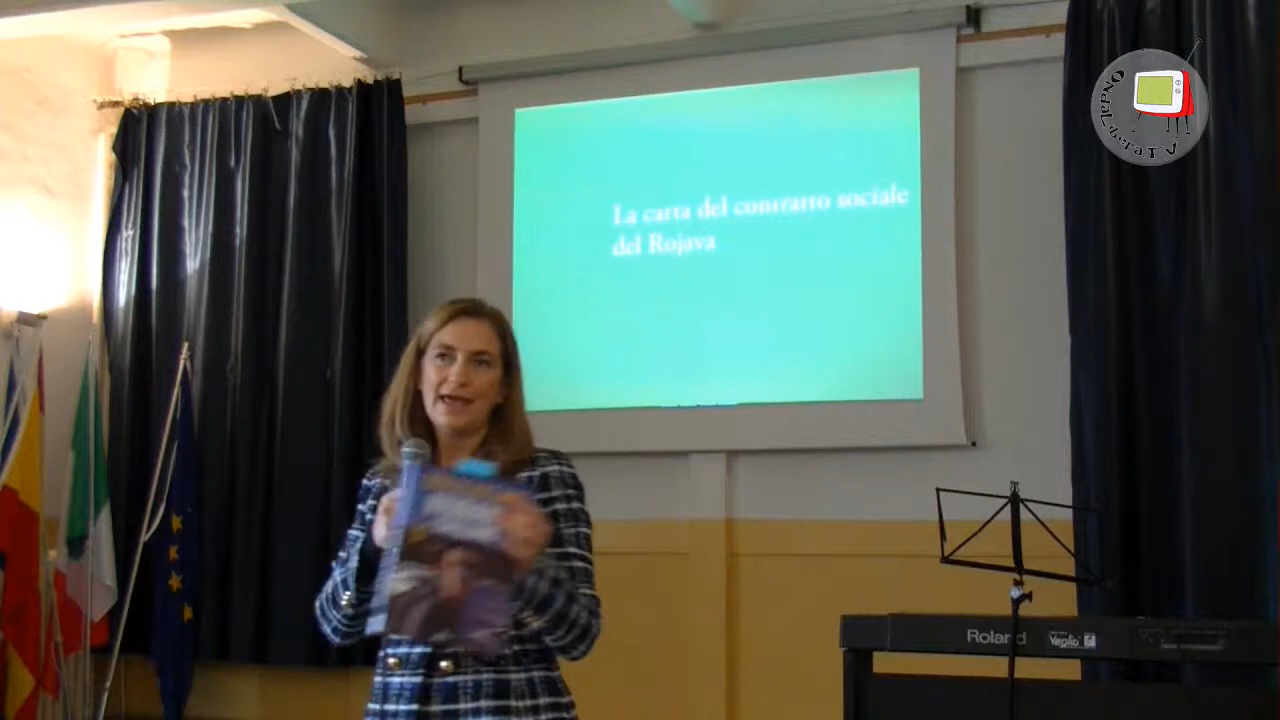 OndaLiberaTV
La carta del contratto sociale
del Rojava
Roland